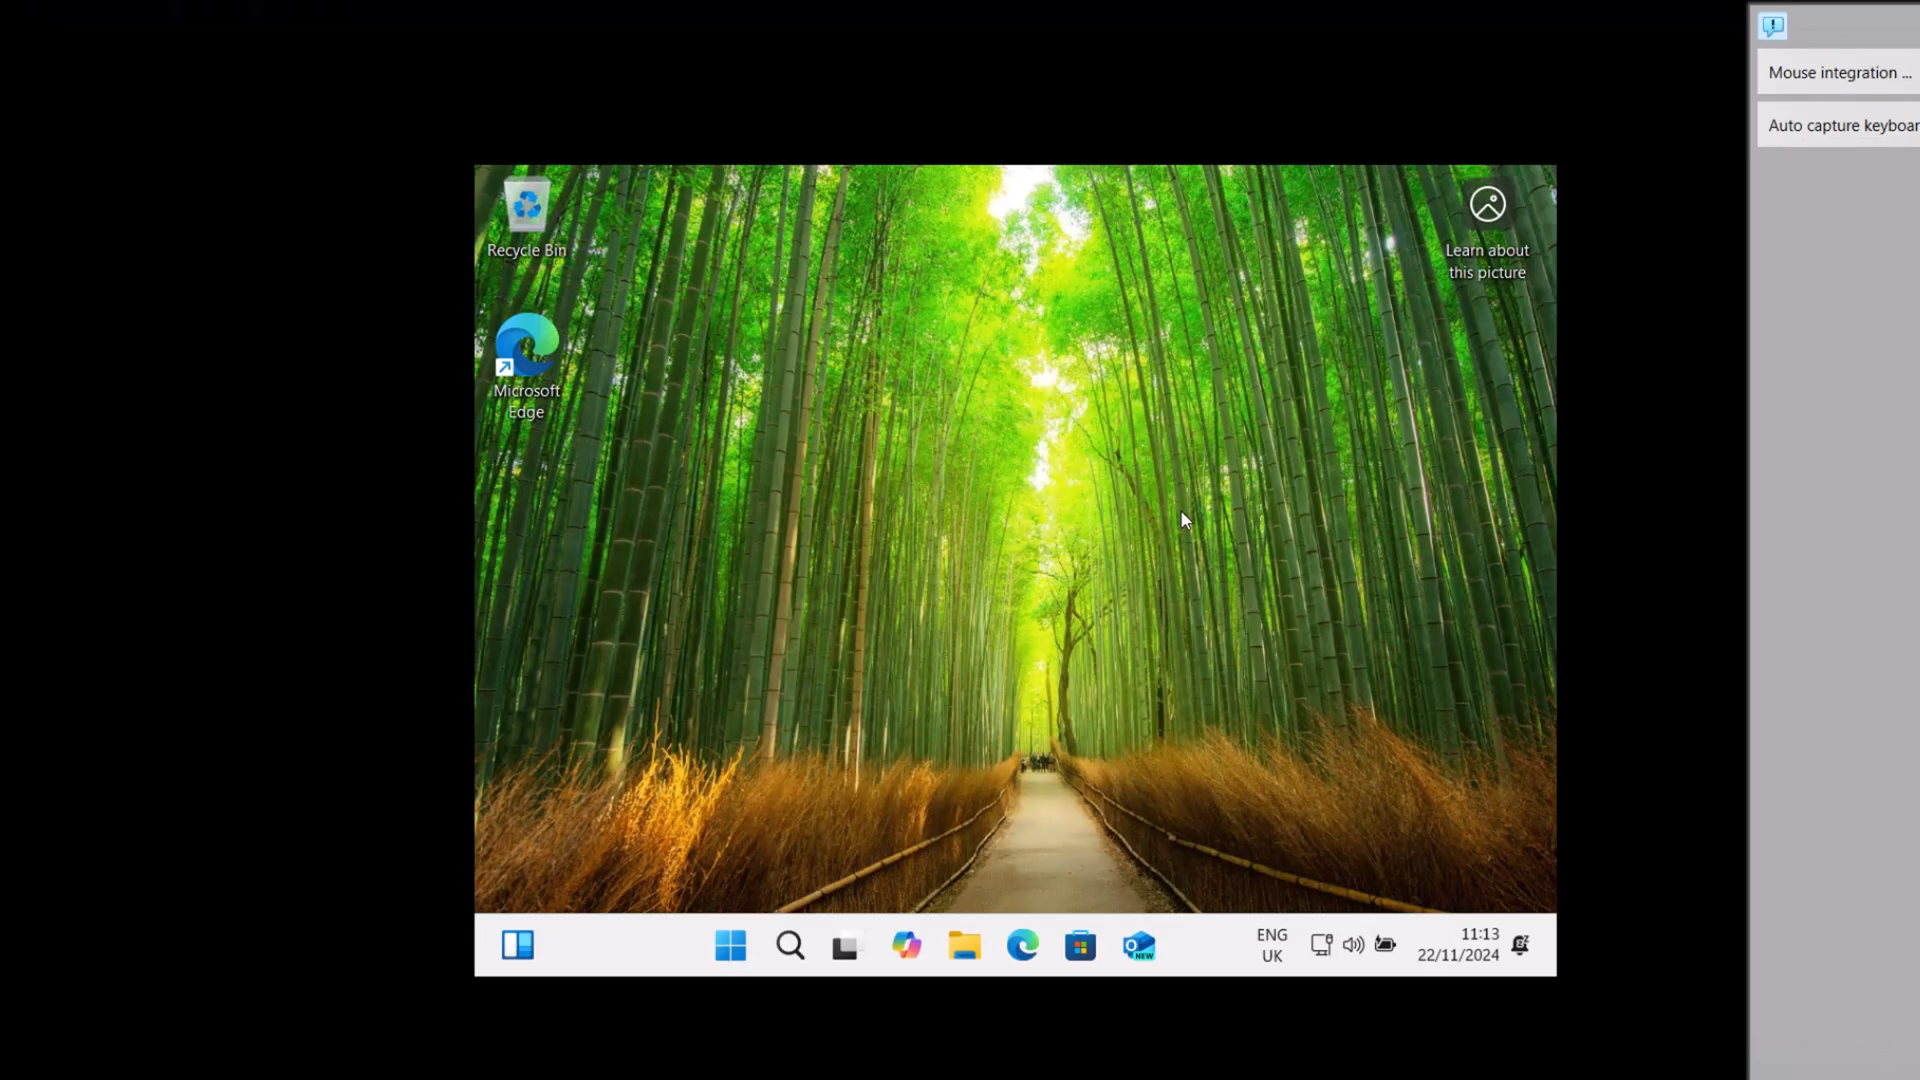 Mouse integration ...
Auto capture keyboar
Recycle Bin
Learn about
this picture
Microsoft
Edge
NEW
ENG
UK
11:13
22/11/2024